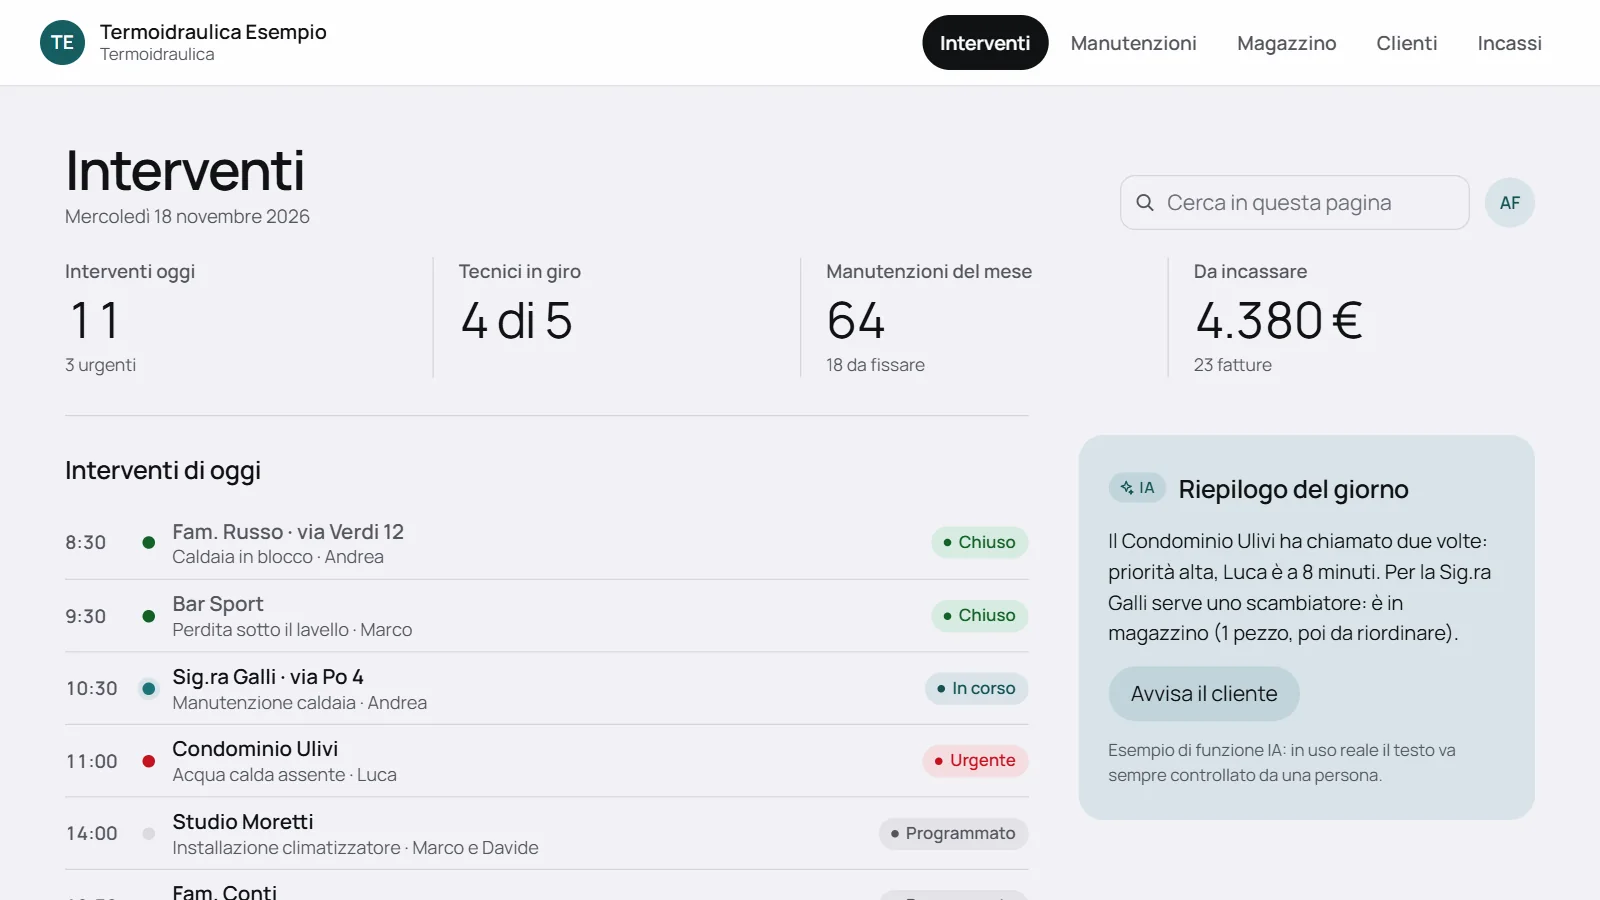 TE
Termoidraulica Esempio
Termoidraulica
Interventi
Manutenzioni
Magazzino
Clienti
Incassi
Interventi
Mercoledì 18 novembre 2026
Cerca in questa pagina
AF
Interventi oggi
11
3 urgenti
Tecnici in giro
4 di 5
Manutenzioni del mese
64
18 da fissare
Da incassare
4.380 €
23 fatture
Interventi di oggi
8:30
Fam. Russo · via Verdi 12
Caldaia in blocco · Andrea
Chiuso
9:30
Bar Sport
Perdita sotto il lavello · Marco
Chiuso
10:30
Sig.ra Galli · via Po 4
Manutenzione caldaia · Andrea
In corso
11:00
Condominio Ulivi
Acqua calda assente · Luca
Urgente
14:00
Studio Moretti
Installazione climatizzatore · Marco e Davide
Programmato
Fam. Conti
IA
Riepilogo del giorno
Il Condominio Ulivi ha chiamato due volte:
priorità alta, Luca è a 8 minuti. Per la Sig.ra
Galli serve uno scambiatore: è in
magazzino (1 pezzo, poi da riordinare).
Avvisa il cliente
Esempio di funzione IA: in uso reale il testo va
sempre controllato da una persona.